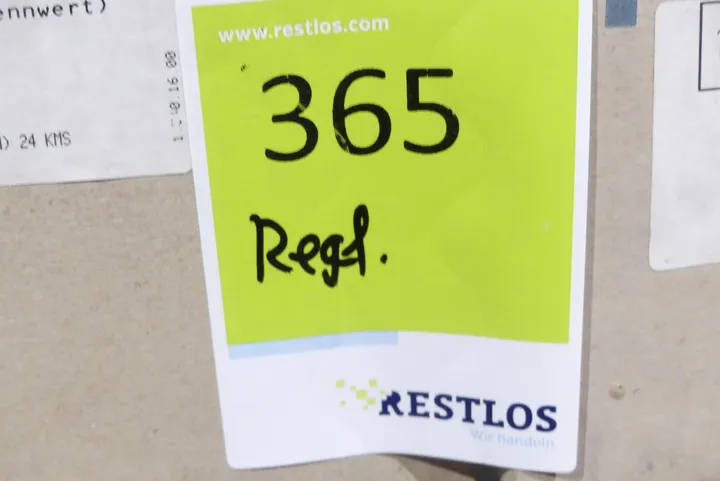 ennwert)
24 KMS
www.restlos.com
365
Regl.
RESTLOS
Wir handeln.